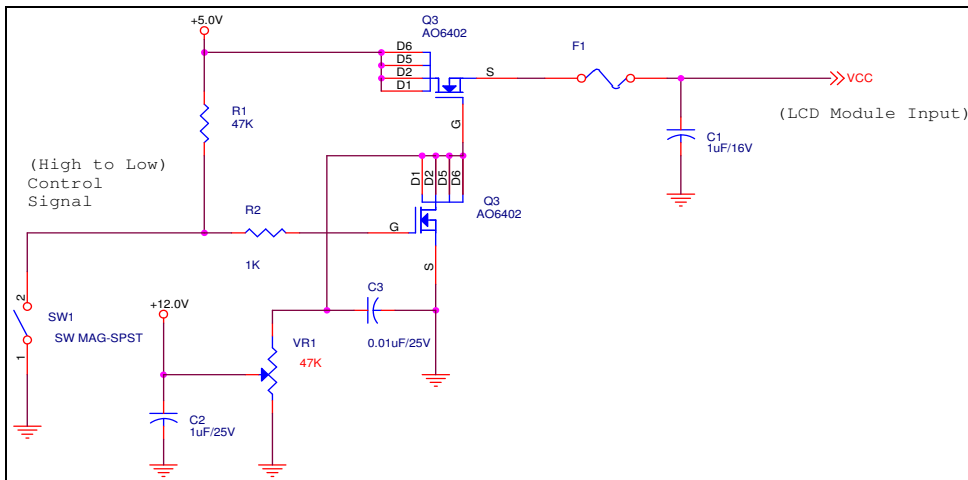 +5.0V
Q3
AO6402
D6
D5
D2
D1
S
F1
VCC
(LCD Module Input)
R1
47K
G
C1
1uF/16V
(High to Low)
Control
Signal
D1
D2
D5
D6
Q3
AO6402
R2
G
1K
S
2
SW1
SW MAG-SPST
1
+12.0V
C3
0.01uF/25V
VR1
47K
C2
1uF/25V